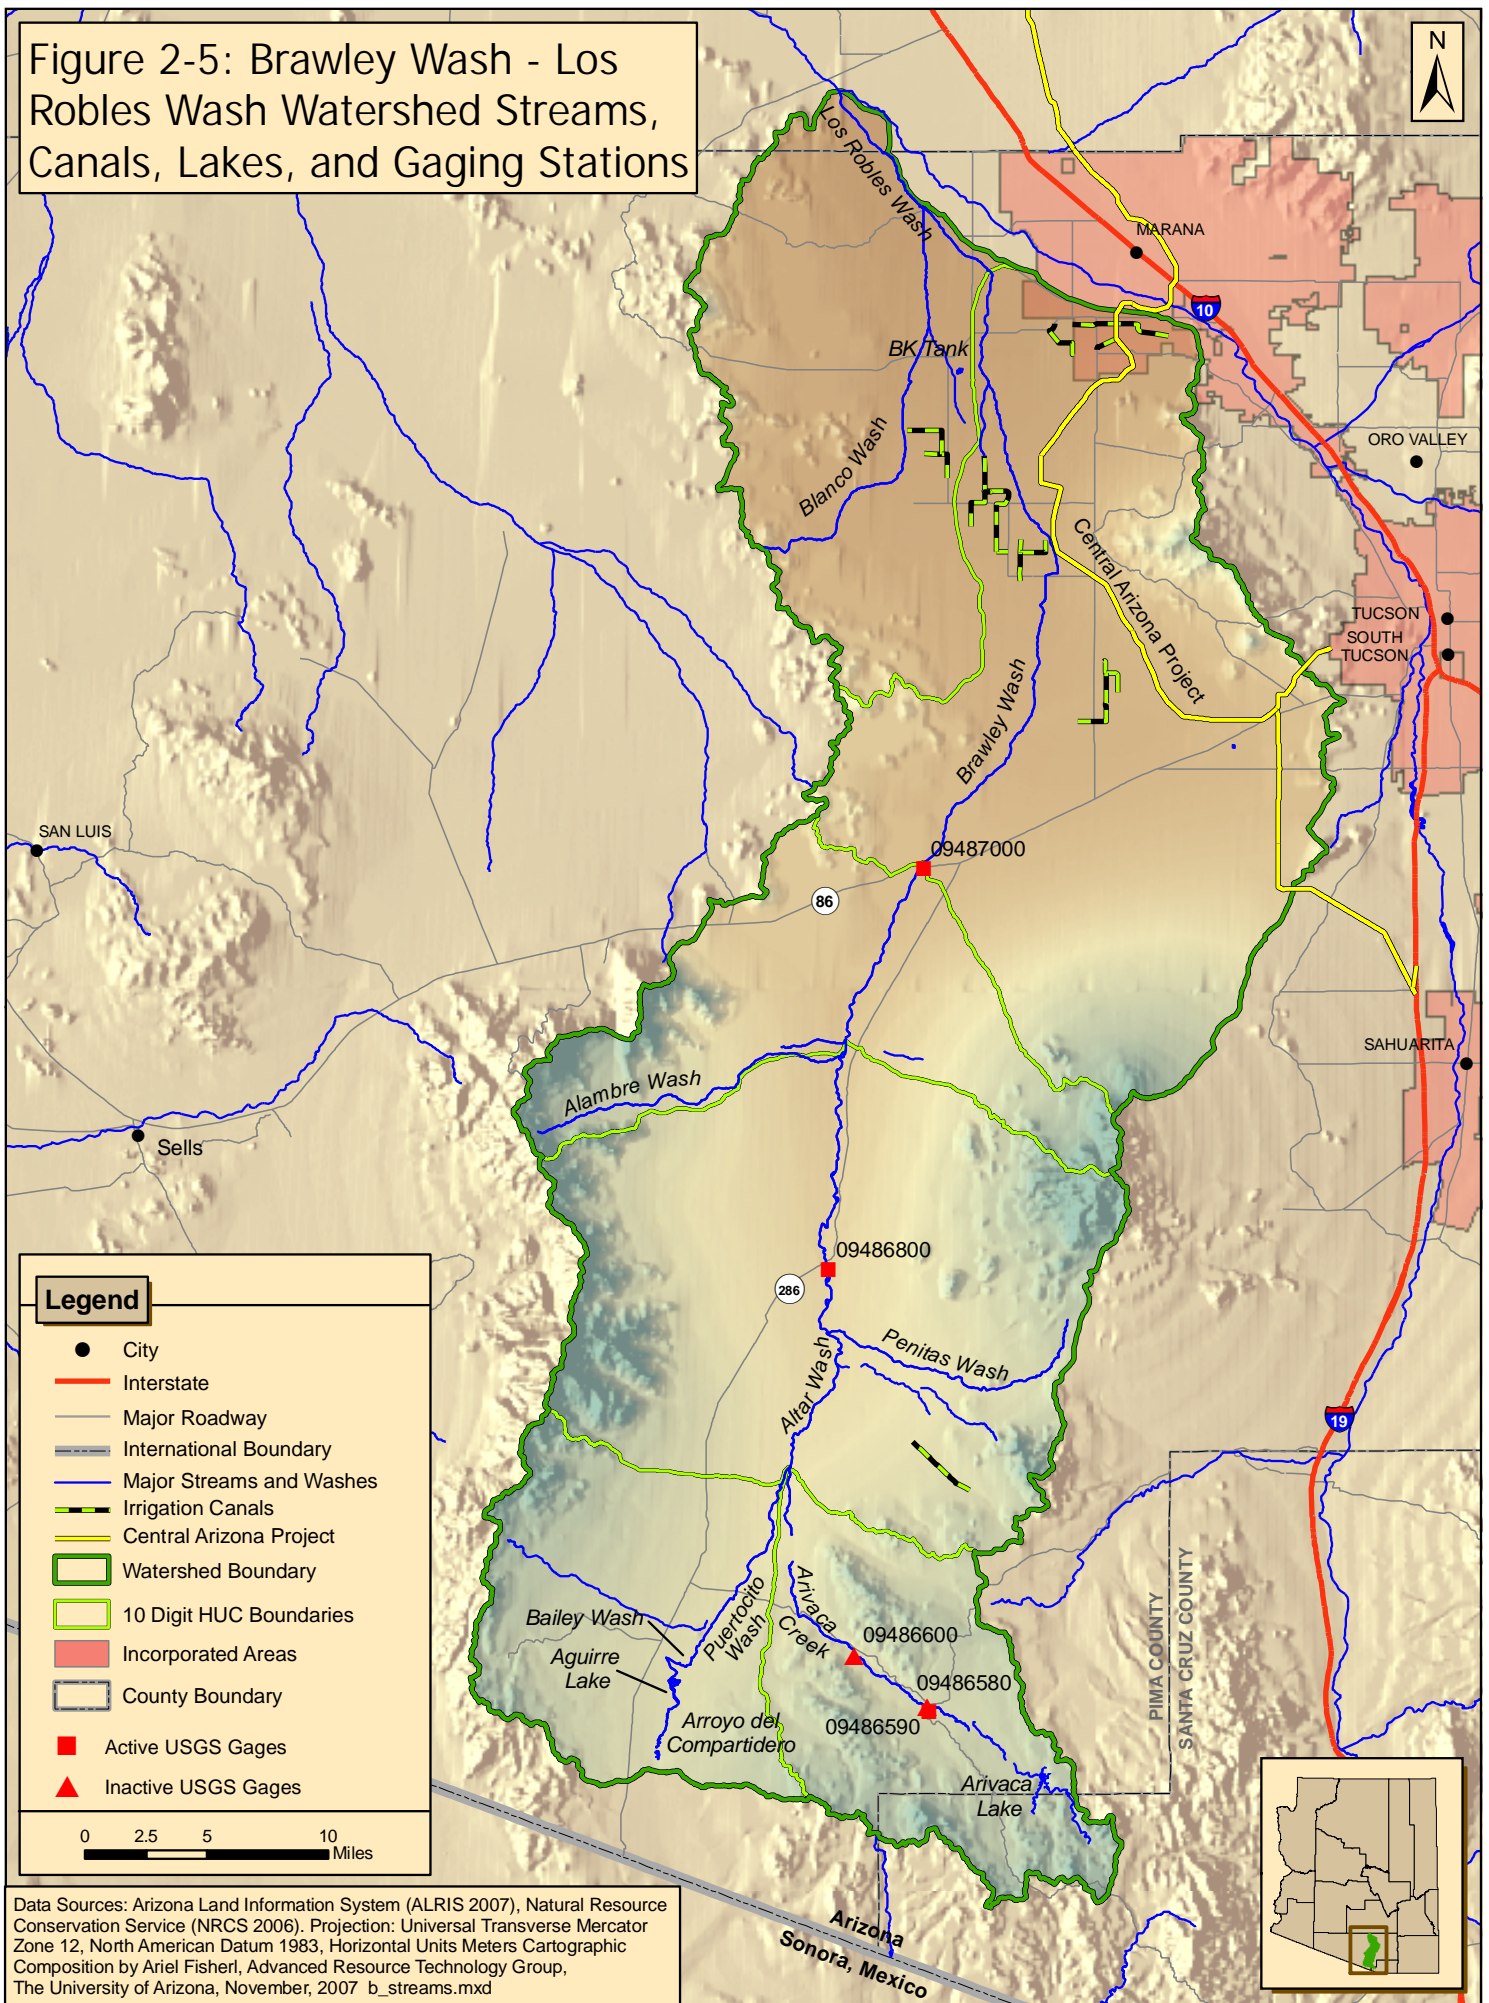 Figure 2-5: Brawley Wash - Los
Robles Wash Watershed Streams,
Canals, Lakes, and Gaging Stations
N
Los Robles Wash
MARANA
10
BK Tank
ORO VALLEY
Blanco Wash
Central Arizona Project
TUCSON
SOUTH
TUCSON
Brawley Wash
SAN LUIS
09487000
86
SAHUARITA
Alambre Wash
Sells
09486800
286
Penitas Wash
Altar Wash
19
Legend
City
Interstate
Major Roadway
International Boundary
Major Streams and Washes
Irrigation Canals
Central Arizona Project
Watershed Boundary
10 Digit HUC Boundaries
Incorporated Areas
County Boundary
Active USGS Gages
Inactive USGS Gages
0 2.5 5 10
Miles
Bailey Wash
Puertocito
Wash
Arivaca
Creek
09486600
Aguirre
Lake
09486580
09486590
Arroyo del
Compartidero
Arivaca
Lake
PIMA COUNTY
SANTA CRUZ COUNTY
Arizona
Sonora, Mexico
Data Sources: Arizona Land Information System (ALRIS 2007), Natural Resource
Conservation Service (NRCS 2006). Projection: Universal Transverse Mercator
Zone 12, North American Datum 1983, Horizontal Units Meters Cartographic
Composition by Ariel Fisherl, Advanced Resource Technology Group,
The University of Arizona, November, 2007 b_streams.mxd